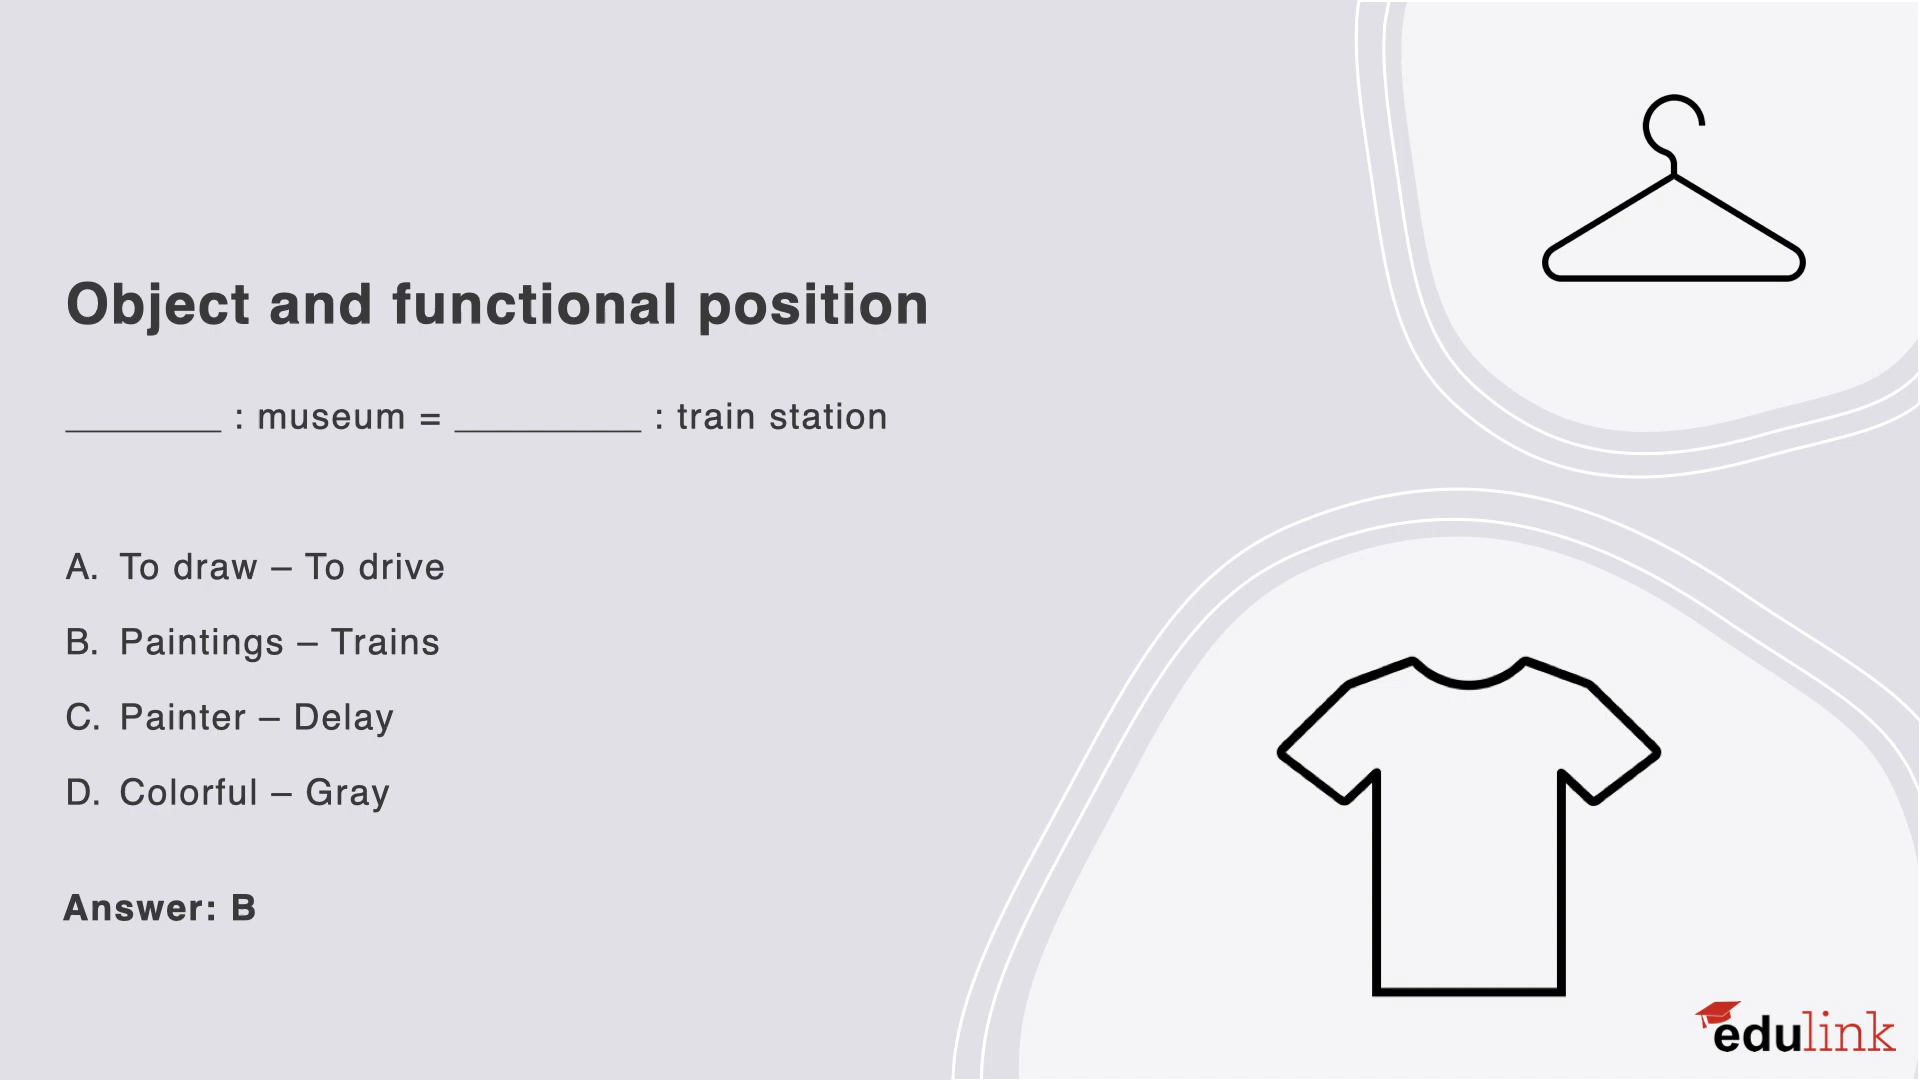 Object and functional position
________ : museum = _________ : train station
A. To draw – To drive
B. Paintings – Trains
C. Painter – Delay
D. Colorful – Gray
Answer: B
edulink